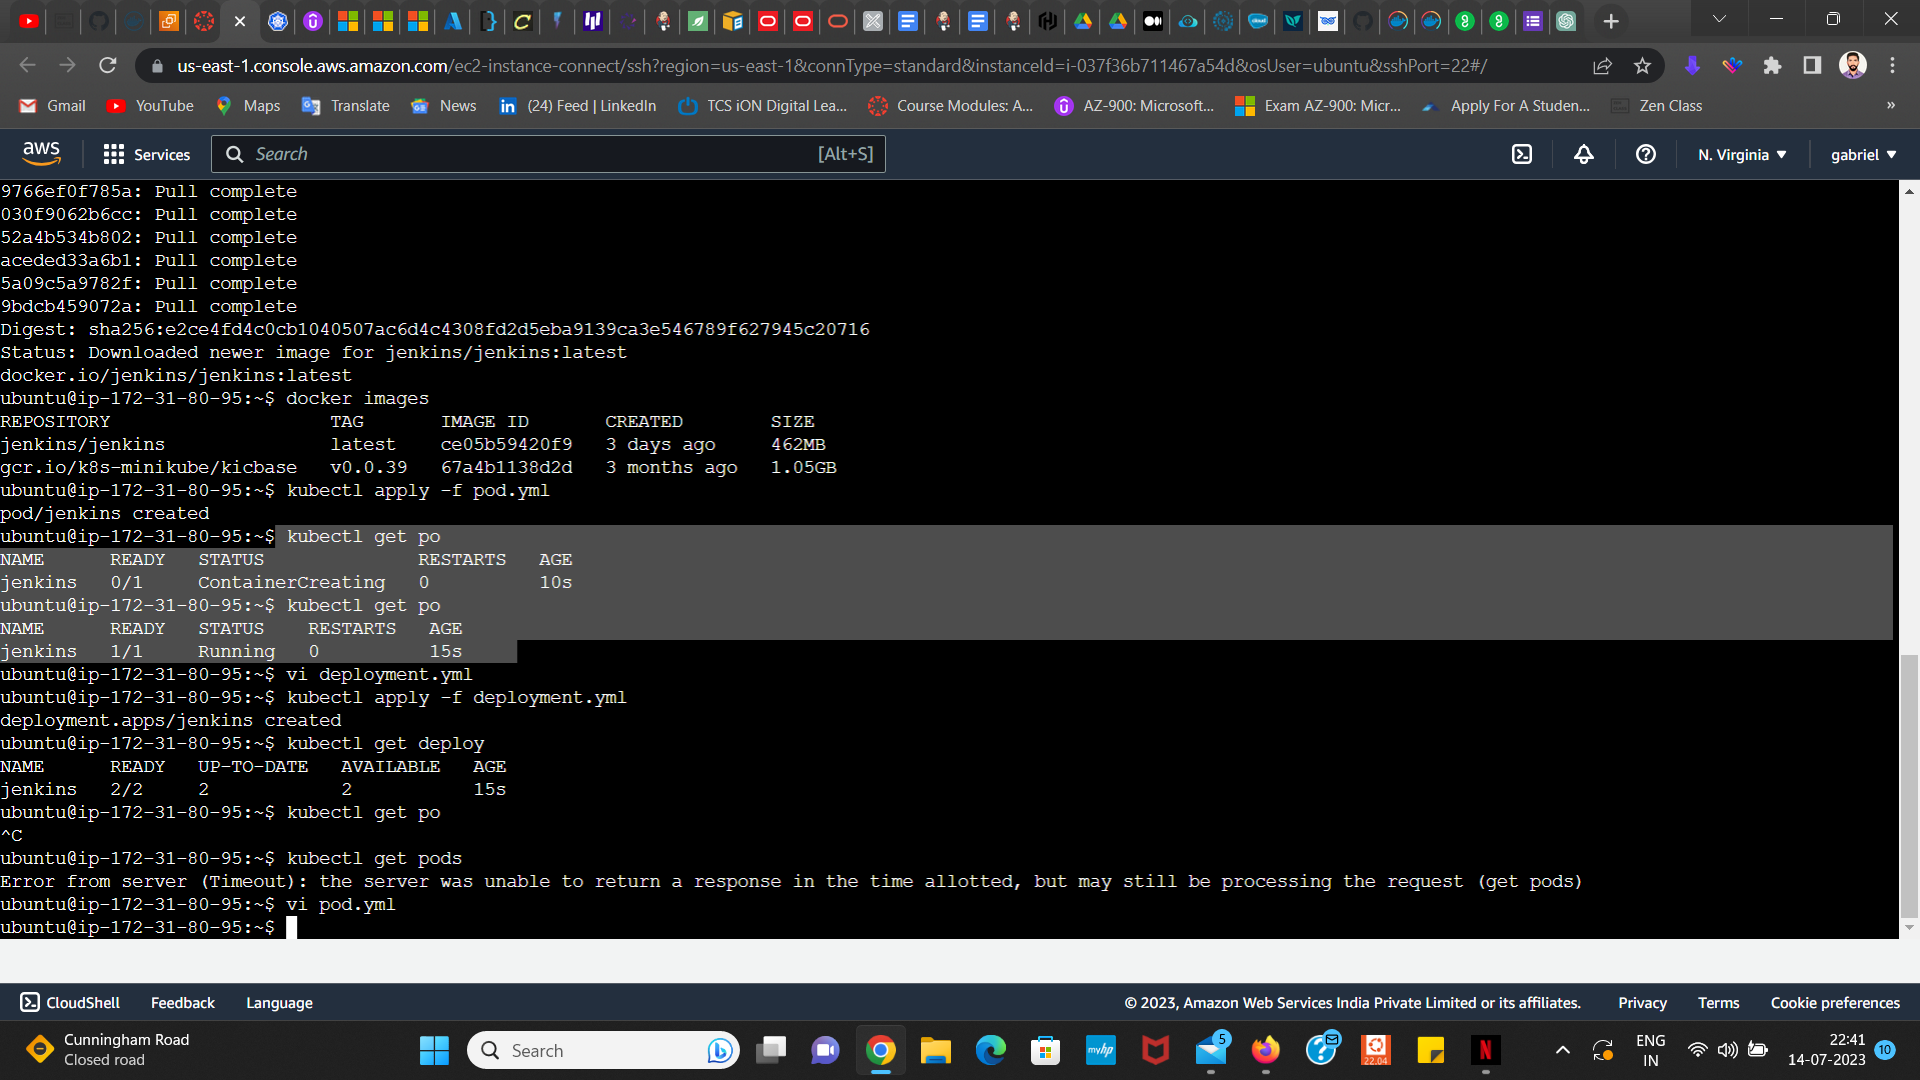 us-east-1.console.aws.amazon.com/ec2-instance-connect/ssh?region=us-east-1&connType=standard&instanceId=i-037f36b711467a54d&osUser=ubuntu&sshPort=22#/
Gmail YouTube Maps Translate News (24) Feed | LinkedIn TCS iON Digital Lea... Course Modules: A... AZ-900: Microsoft... Exam AZ-900: Micr... Apply For A Studen... Zen Class »
aws Services Search [Alt+S] N. Virginia gabriel
9766ef0f785a: Pull complete
030f9062b6cc: Pull complete
52a4b534b802: Pull complete
aceded33a6b1: Pull complete
5a09c5a9782f: Pull complete
9bdcb459072a: Pull complete
Digest: sha256:e2ce4fd4c0cb1040507ac6d4c4308fd2d5eba9139ca3e546789f627945c20716
Status: Downloaded newer image for jenkins/jenkins:latest
docker.io/jenkins/jenkins:latest
ubuntu@ip-172-31-80-95:~$ docker images
REPOSITORY TAG IMAGE ID CREATED SIZE
jenkins/jenkins latest ce05b59420f9 3 days ago 462MB
gcr.io/k8s-minikube/kicbase v0.0.39 67a4b1138d2d 3 months ago 1.05GB
ubuntu@ip-172-31-80-95:~$ kubectl apply -f pod.yml
pod/jenkins created
ubuntu@ip-172-31-80-95:~$ kubectl get po
NAME READY STATUS RESTARTS AGE
jenkins 0/1 ContainerCreating 0 10s
ubuntu@ip-172-31-80-95:~$ kubectl get po
NAME READY STATUS RESTARTS AGE
jenkins 1/1 Running 0 15s
ubuntu@ip-172-31-80-95:~$ vi deployment.yml
ubuntu@ip-172-31-80-95:~$ kubectl apply -f deployment.yml
deployment.apps/jenkins created
ubuntu@ip-172-31-80-95:~$ kubectl get deploy
NAME READY UP-TO-DATE AVAILABLE AGE
jenkins 2/2 2 2 15s
ubuntu@ip-172-31-80-95:~$ kubectl get po
^C
ubuntu@ip-172-31-80-95:~$ kubectl get pods
Error from server (Timeout): the server was unable to return a response in the time allotted, but may still be processing the request (get pods)
ubuntu@ip-172-31-80-95:~$ vi pod.yml
ubuntu@ip-172-31-80-95:~$
CloudShell Feedback Language © 2023, Amazon Web Services India Private Limited or its affiliates. Privacy Terms Cookie preferences
Cunningham Road
Closed road
Search
myhp
5
22.04
N
ENG
IN
22:41
14-07-2023
10